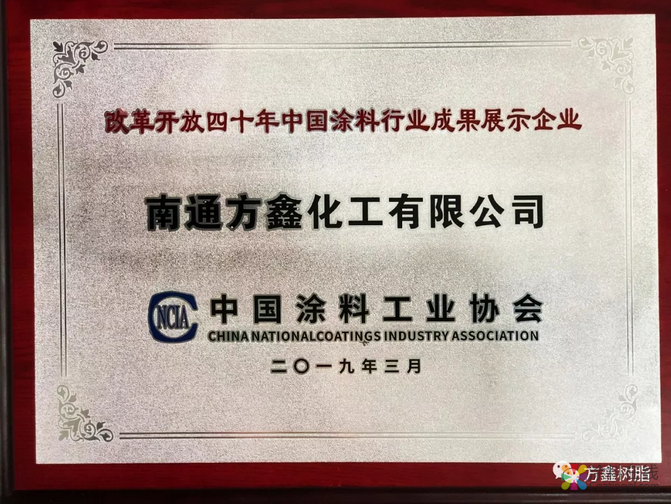 改革开放四十年中国涂料行业成果展示企业
南通方鑫化工有限公司
NCIA
中国涂料工业协会
CHINA NATIONALCOATINGS INDUSTRY ASSOCIATION
二〇一九年三月
方鑫树脂